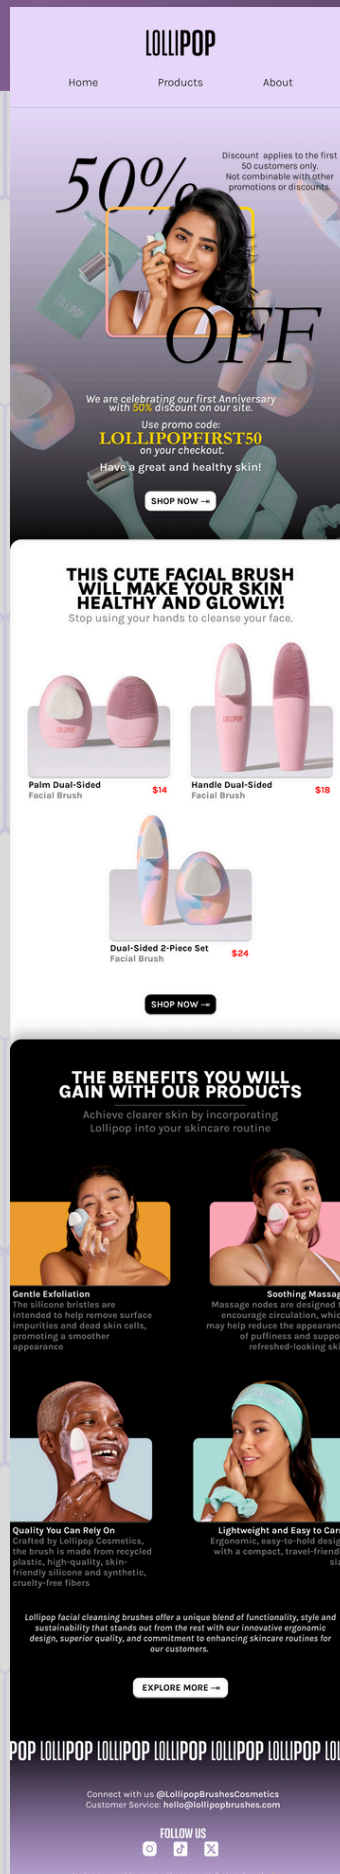 LOLLIPOP
Home Products About
50%
Discount applies to the first
50 customers only.
Not combinable with other
promotions or discounts.
LOLLIPOP
OFF
We are celebrating our first Anniversary
with 50% discount on our site.
Use promo code:
LOLLIPOPFIRST50
on your checkout.
Have a great and healthy skin!
SHOP NOW →
THIS CUTE FACIAL BRUSH
WILL MAKE YOUR SKIN
HEALTHY AND GLOWLY!
Stop using your hands to cleanse your face.
LOLLIPOP
LOLLIPOP
Palm Dual-Sided
Facial Brush
$14
Handle Dual-Sided
Facial Brush
$18
LOLLIPOP
Dual-Sided 2-Piece Set
Facial Brush
$24
SHOP NOW →
THE BENEFITS YOU WILL
GAIN WITH OUR PRODUCTS
Achieve clearer skin by incorporating
Lollipop into your skincare routine
Gentle Exfoliation
The silicone bristles are
intended to help remove surface
impurities and dead skin cells,
promoting a smoother
appearance
Soothing Massag
Massage nodes are designed t
encourage circulation, whic
may help reduce the appearanc
of puffiness and suppo
refreshed-looking ski
LOLLIPOP
Quality You Can Rely On
Crafted by Lollipop Cosmetics,
the brush is made from recycled
plastic, high-quality, skin-
friendly silicone and synthetic,
cruelty-free fibers
Lightweight and Easy to Carr
Ergonomic, easy-to-hold desig
with a compact, travel-friend
siz
Lollipop facial cleansing brushes offer a unique blend of functionality, style and
sustainability that stands out from the rest with our innovative ergonomic
design, superior quality, and commitment to enhancing skincare routines for
our customers.
EXPLORE MORE →
POP LOLLIPOP LOLLIPOP LOLLIPOP LOLLIPOP LOLLIPOP LOL
Connect with us @LollipopBrushesCosmetics
Customer Service: hello@lollipopbrushes.com
FOLLOW US